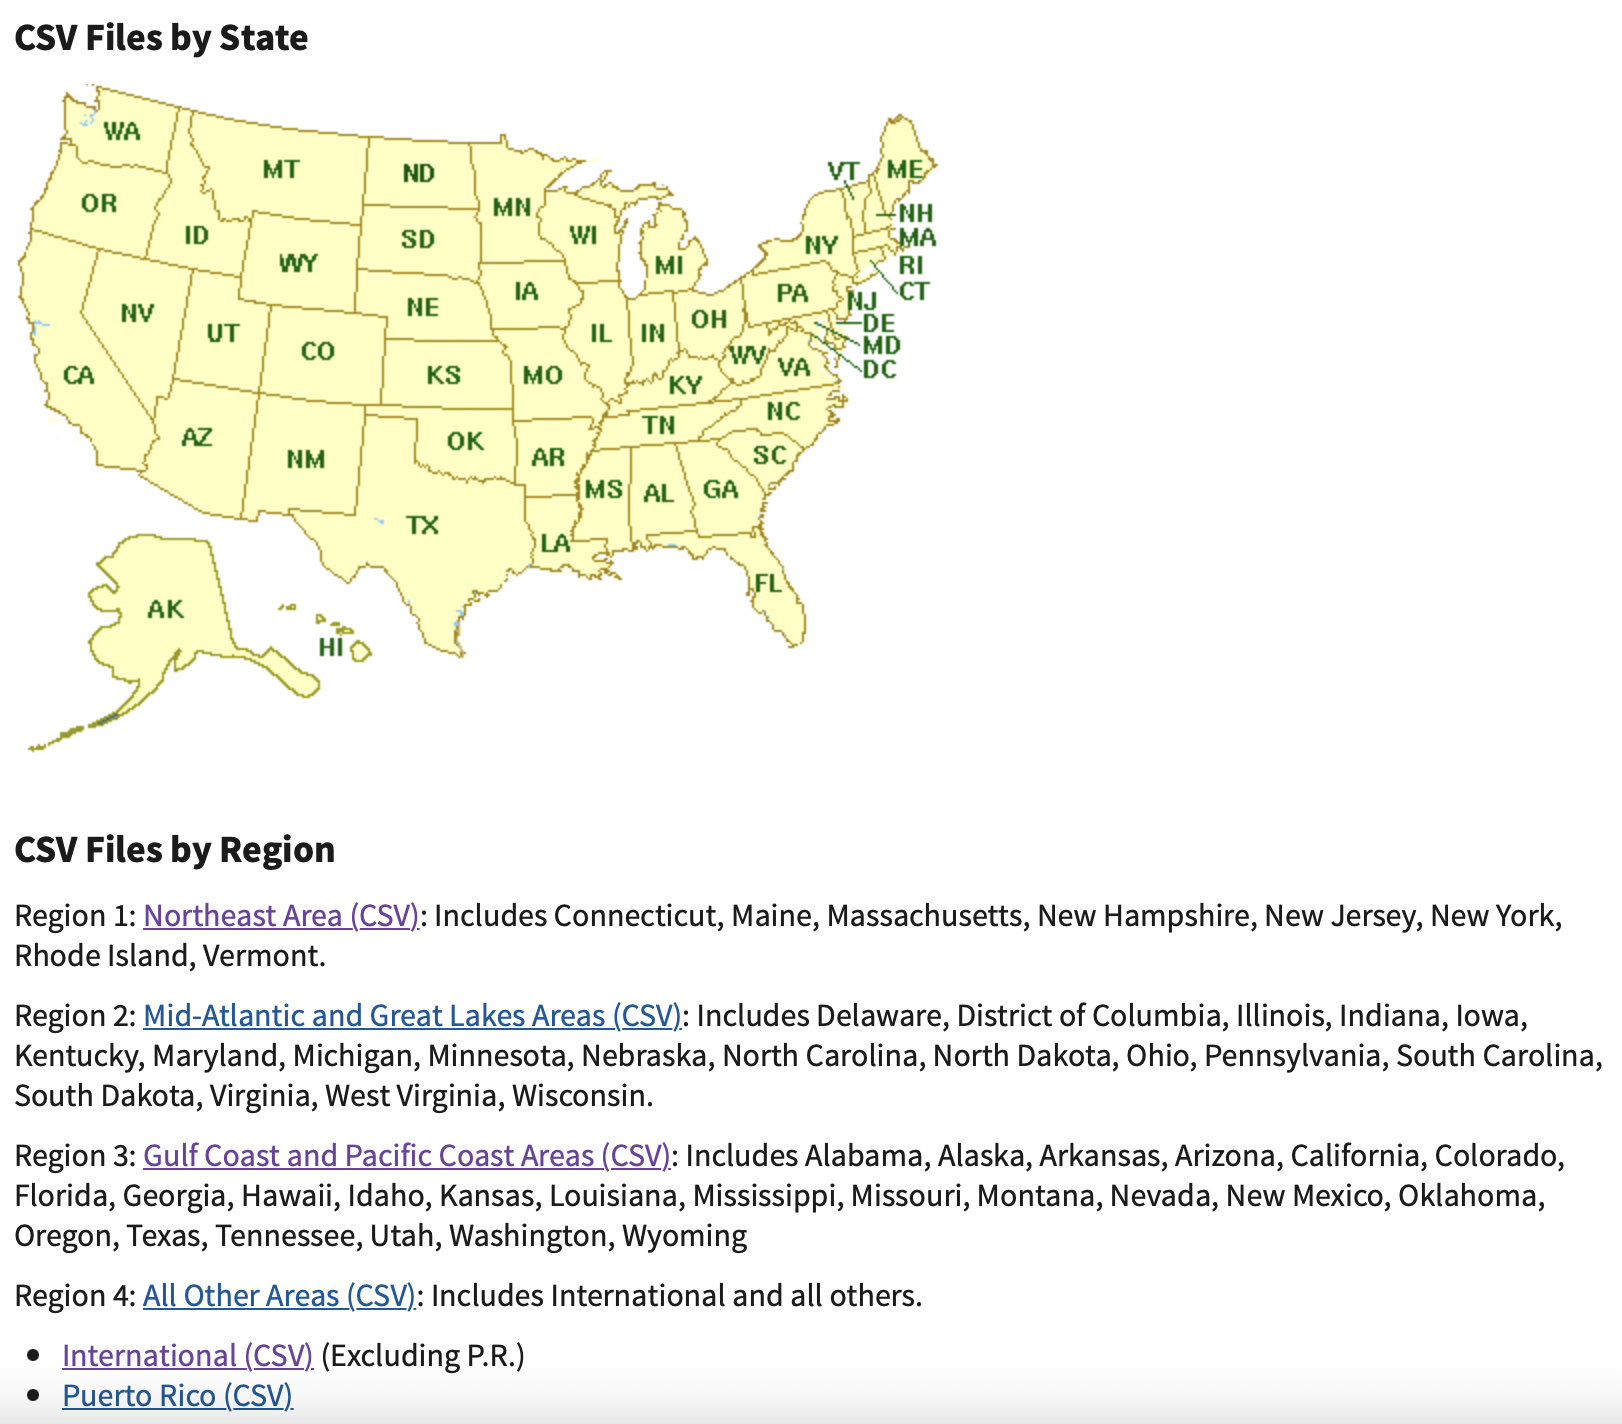 CSV Files by State
WA
MT
ND
MN
VT
ME
OR
ID
SD
WI
NH
MA
WY
MI
NY
RI
CT
NV
NE
IA
PA
NJ
UT
CO
IL
IN
OH
DE
MD
DC
CA
KS
MO
WV
VA
KY
AZ
NM
OK
AR
TN
NC
SC
MS
AL
GA
TX
LA
FL
AK
HI
CSV Files by Region
Region 1: Northeast Area (CSV): Includes Connecticut, Maine, Massachusetts, New Hampshire, New Jersey, New York,
Rhode Island, Vermont.
Region 2: Mid-Atlantic and Great Lakes Areas (CSV): Includes Delaware, District of Columbia, Illinois, Indiana, Iowa,
Kentucky, Maryland, Michigan, Minnesota, Nebraska, North Carolina, North Dakota, Ohio, Pennsylvania, South Carolina,
South Dakota, Virginia, West Virginia, Wisconsin.
Region 3: Gulf Coast and Pacific Coast Areas (CSV): Includes Alabama, Alaska, Arkansas, Arizona, California, Colorado,
Florida, Georgia, Hawaii, Idaho, Kansas, Louisiana, Mississippi, Missouri, Montana, Nevada, New Mexico, Oklahoma,
Oregon, Texas, Tennessee, Utah, Washington, Wyoming
Region 4: All Other Areas (CSV): Includes International and all others.
• International (CSV) (Excluding P.R.)
• Puerto Rico (CSV)